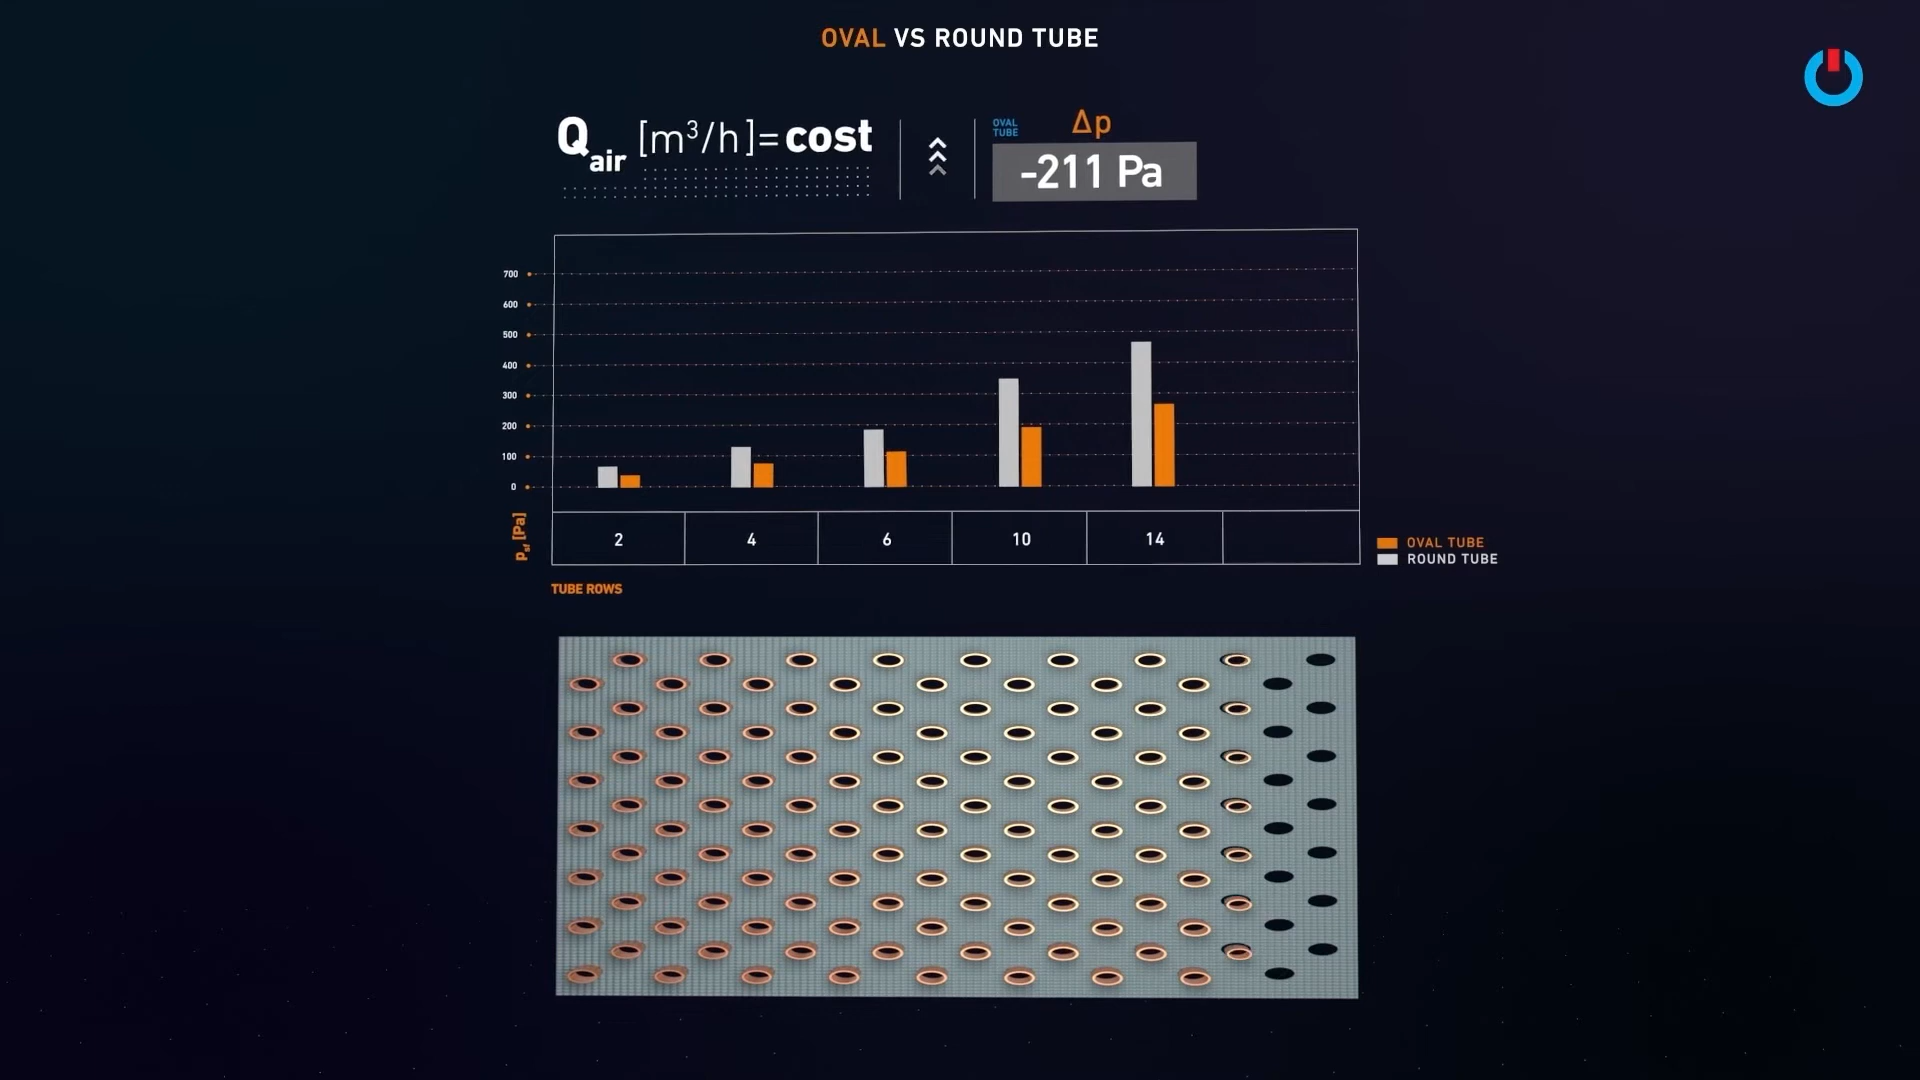 OVAL VS ROUND TUBE
Qair [m³/h]=cost
OVAL
TUBE
Δp
-211 Pa
700
600
500
400
300
200
100
0
psf [Pa]
2 4 6 10 14
OVAL TUBE
ROUND TUBE
TUBE ROWS